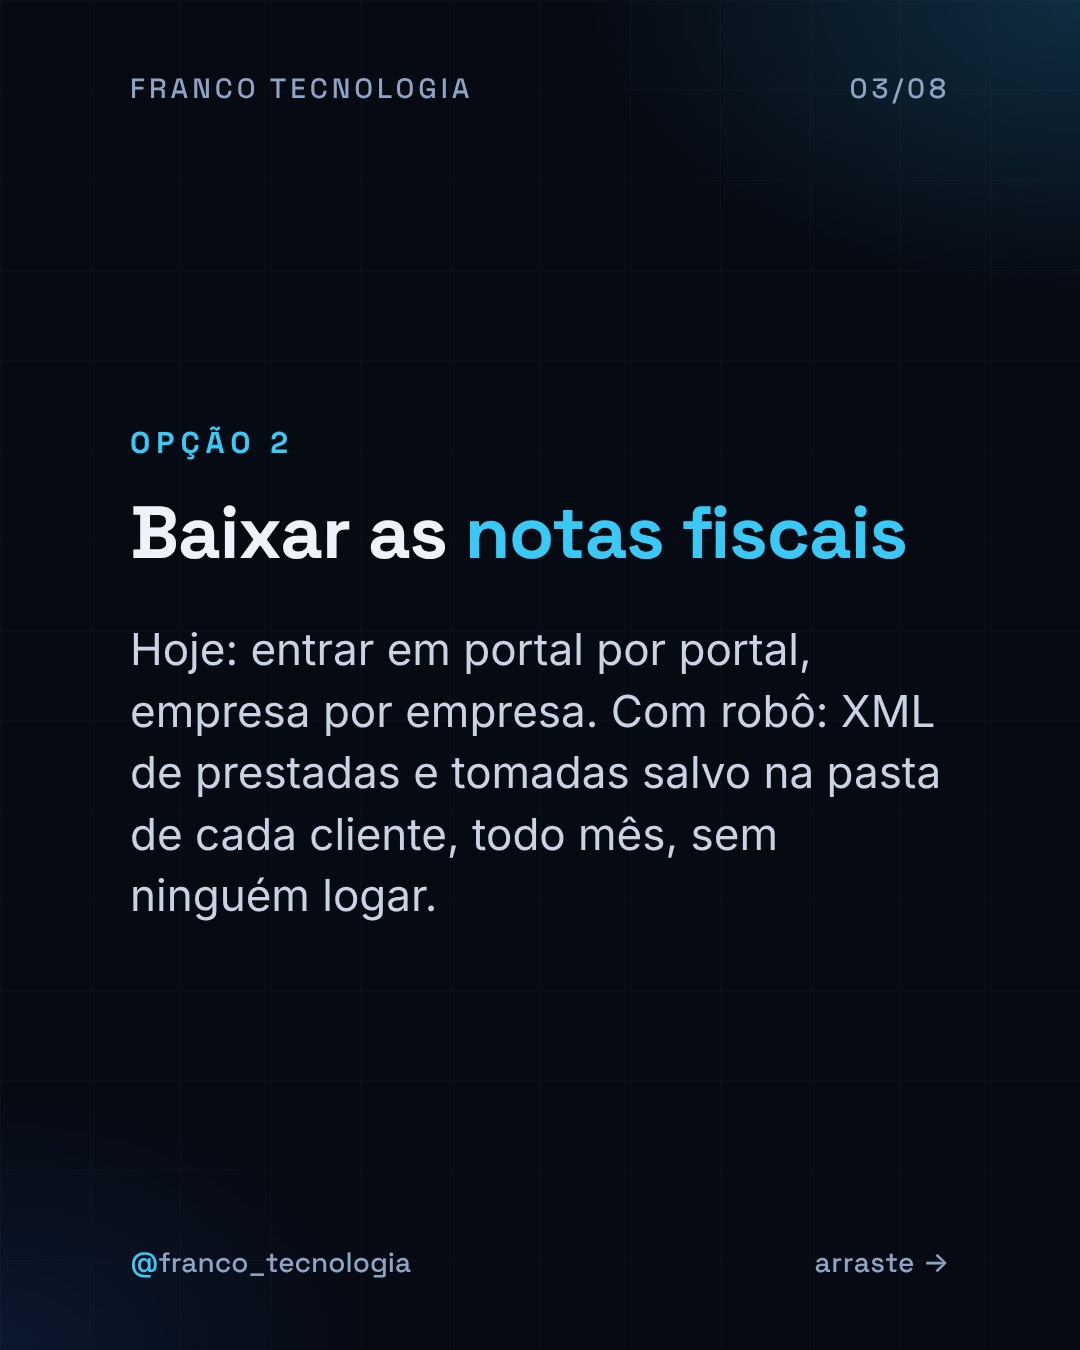 FRANCO TECNOLOGIA
03/08
OPÇÃO 2
Baixar as notas fiscais
Hoje: entrar em portal por portal,
empresa por empresa. Com robô: XML
de prestadas e tomadas salvo na pasta
de cada cliente, todo mês, sem
ninguém logar.
@franco_tecnologia
arraste →